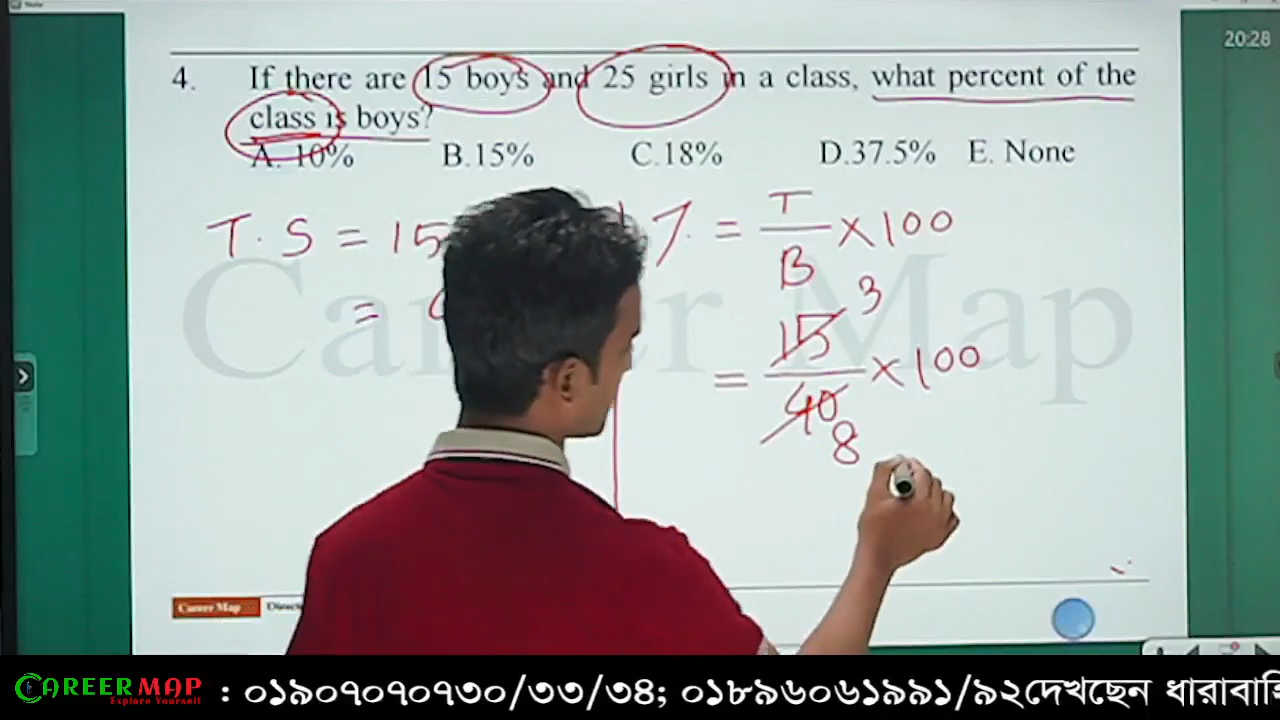 20:28
4. If there are 15 boys and 25 girls in a class, what percent of the
class is boys?
A. 10% B.15% C.18% D.37.5% E. None
T.S = 15
=
% = T/B × 100
= 15/40 × 100
3
8
Career Map
Career Map
CAREER MAP
Explore Yourself
: ০১৯০৭০৭০৭৩০/৩৩/৩৪; ০১৮৯৬০৬১৯৯১/৯২দেখছেন ধারাবারি